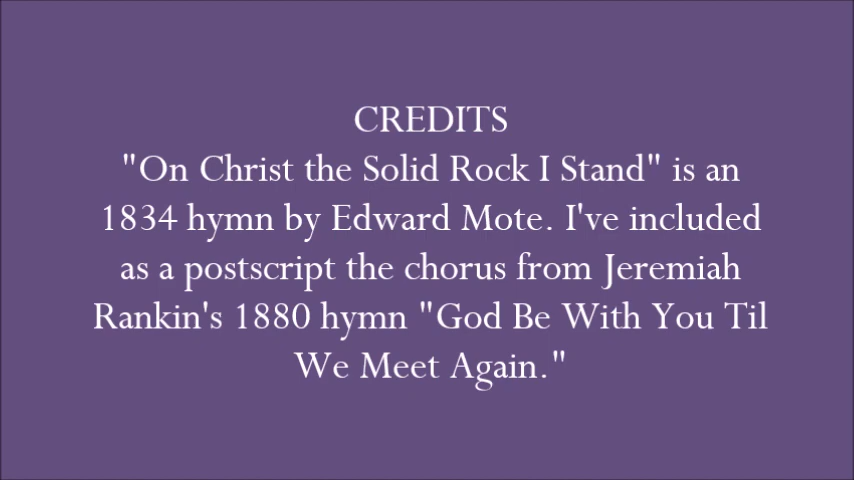 CREDITS
"On Christ the Solid Rock I Stand" is an
1834 hymn by Edward Mote. I've included
as a postscript the chorus from Jeremiah
Rankin's 1880 hymn "God Be With You Til
We Meet Again."